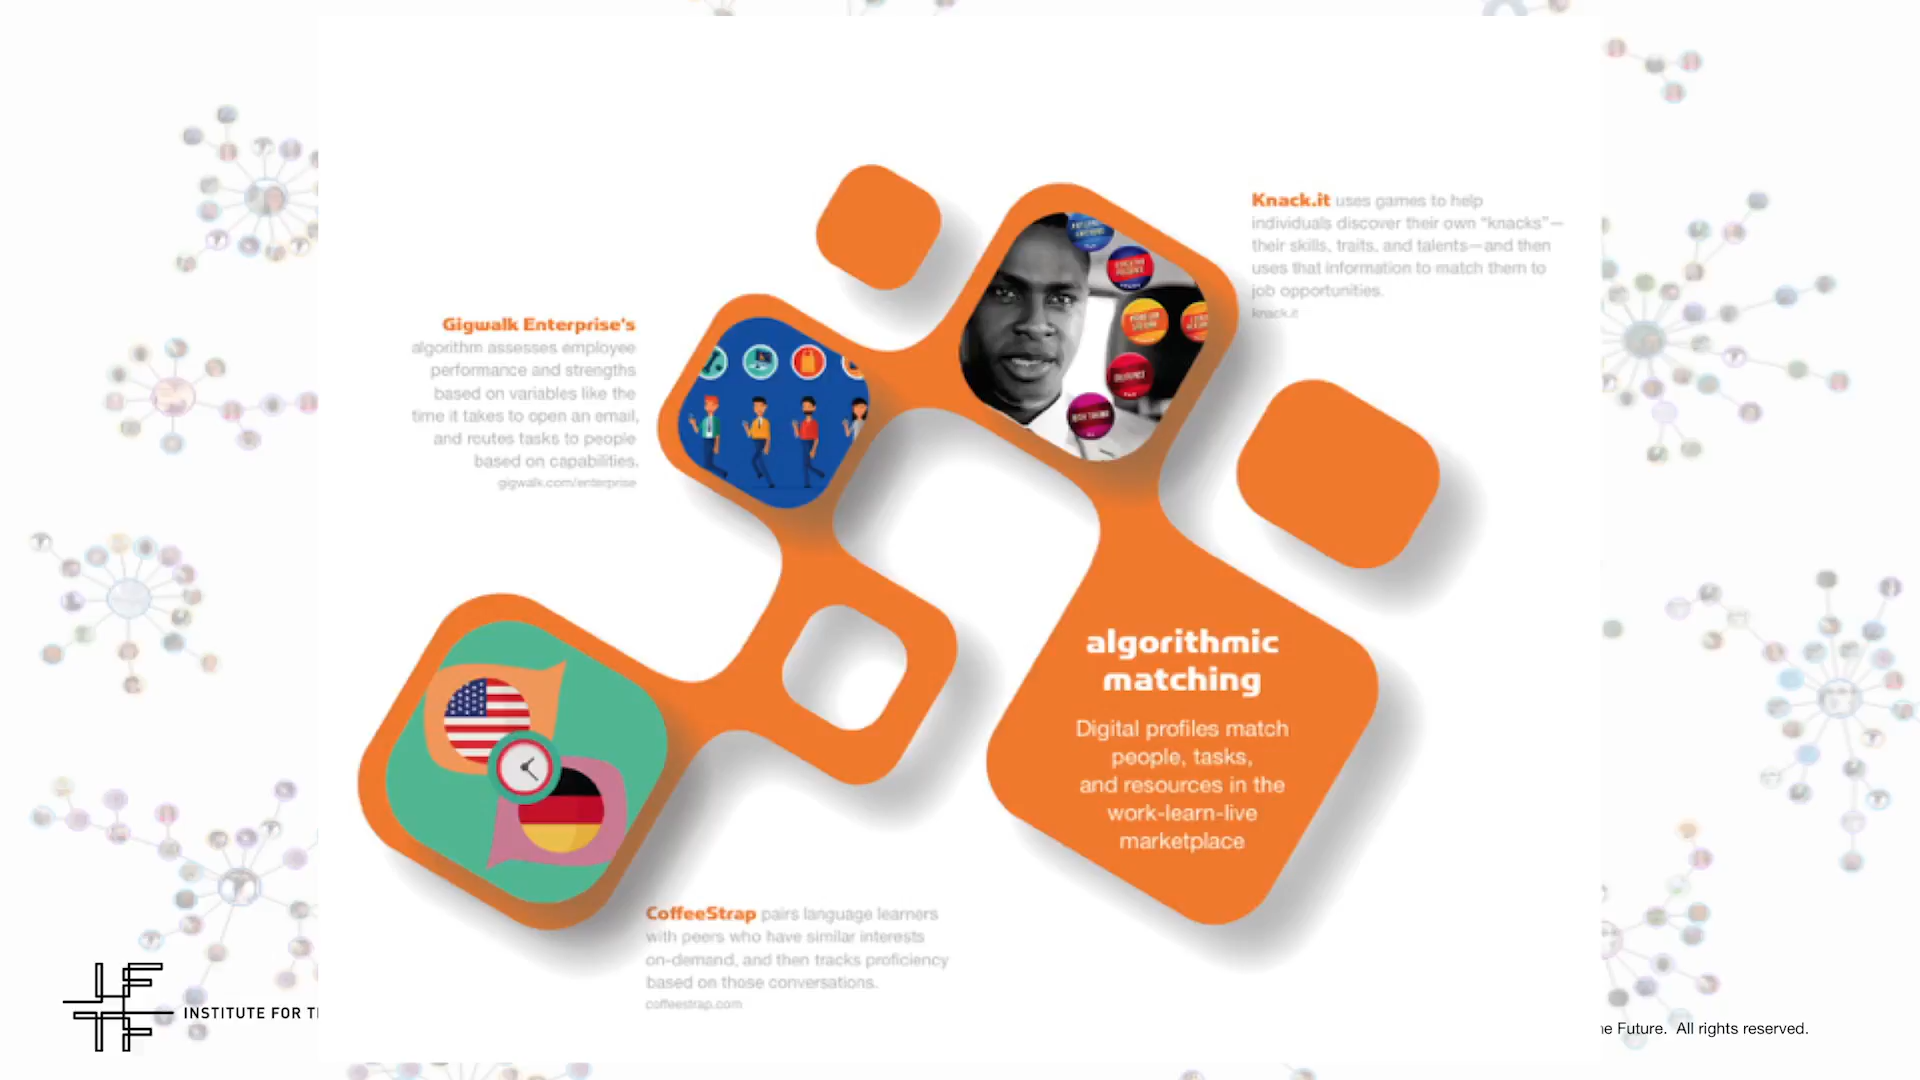 Knack.it uses games to help
individuals discover their own “knacks”—
their skills, traits, and talents—and then
uses that information to match them to
job opportunities.
knack.it
Gigwalk Enterprise's
algorithm assesses employee
performance and strengths
based on variables like the
time it takes to open an email,
and routes tasks to people
based on capabilities.
gigwalk.com/enterprise
algorithmic
matching
Digital profiles match
people, tasks,
and resources in the
work-learn-live
marketplace
CoffeeStrap pairs language learners
with peers who have similar interests
on-demand, and then tracks proficiency
based on those conversations.
coffeestrap.com
INSTITUTE FOR
Future. All rights reserved.